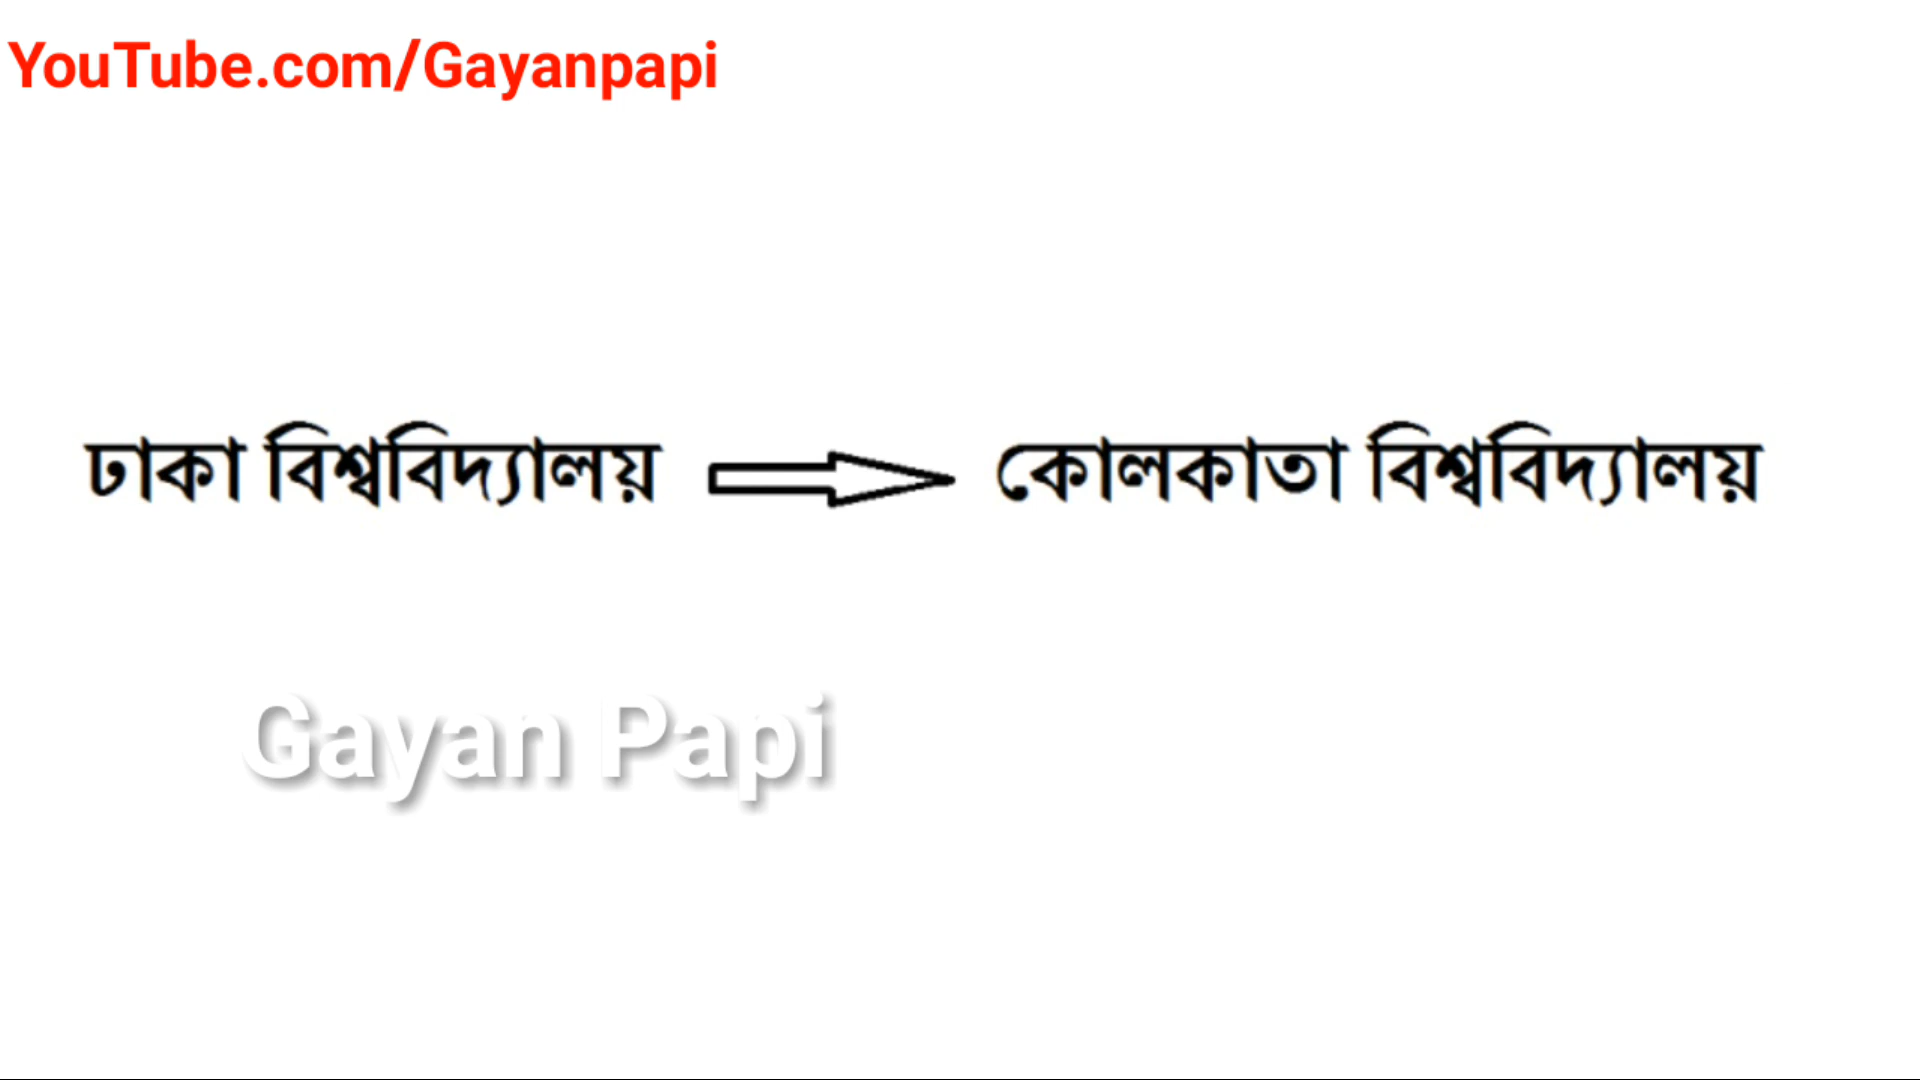 YouTube.com/Gayanpapi
ঢাকা বিশ্ববিদ্যালয় কোলকাতা বিশ্ববিদ্যালয়
Gayan Papi